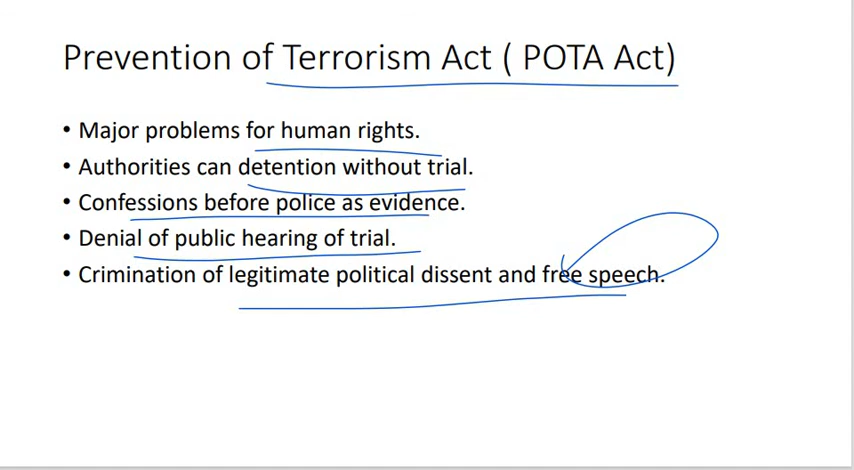 Prevention of Terrorism Act ( POTA Act)
• Major problems for human rights.
• Authorities can detention without trial.
• Confessions before police as evidence.
• Denial of public hearing of trial.
• Crimination of legitimate political dissent and free speech.